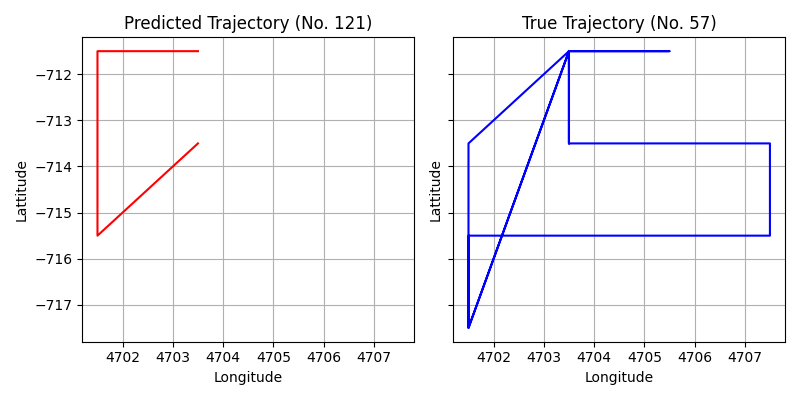 Predicted Trajectory (No. 121)
True Trajectory (No. 57)
−712
−713
−714
−715
−716
−717
Lattitude
Lattitude
4702 4703 4704 4705 4706 4707
4702 4703 4704 4705 4706 4707
Longitude
Longitude